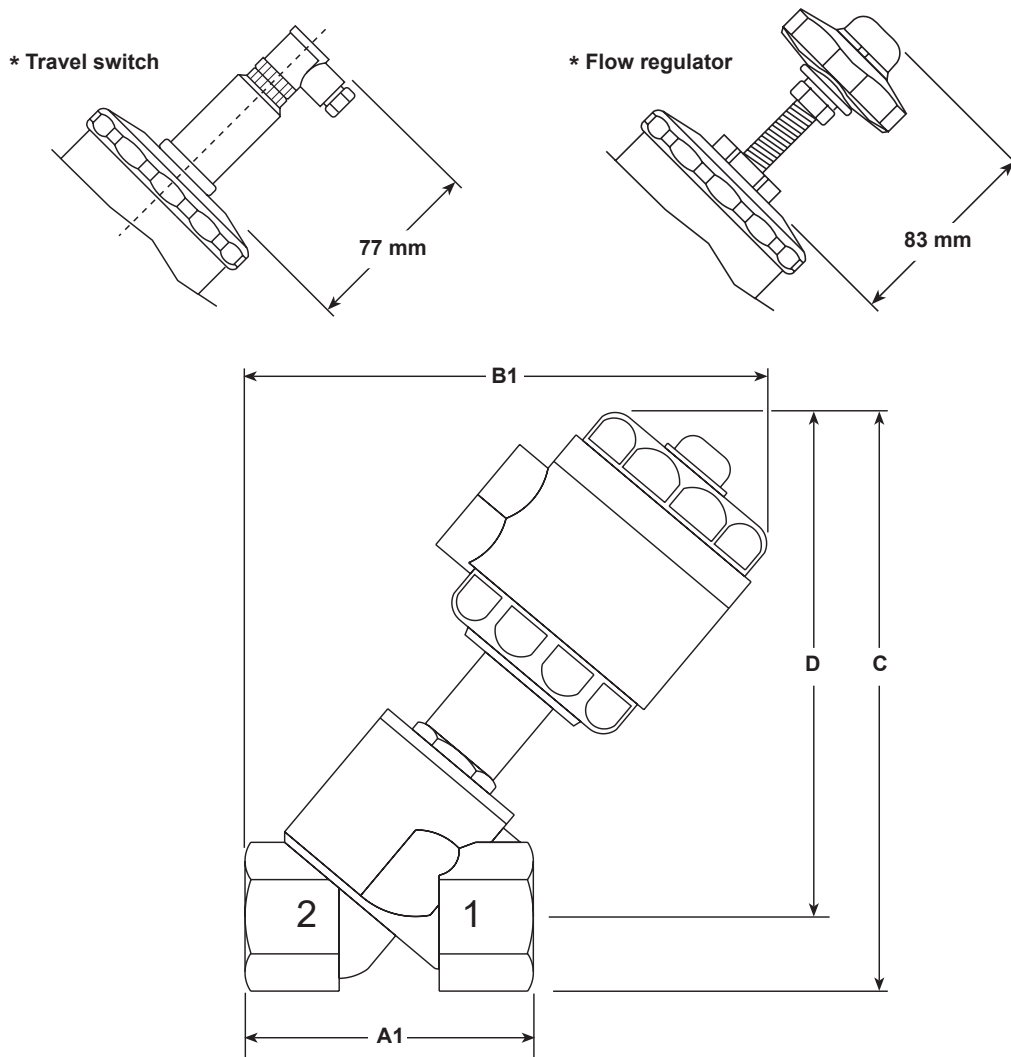 * Travel switch
* Flow regulator
77 mm
83 mm
B1
D
C
2
1
A1